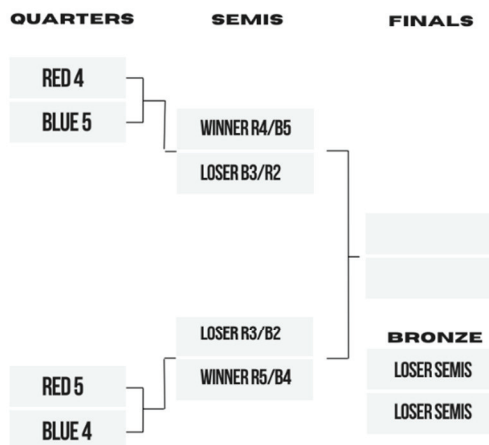 QUARTERS
SEMIS
FINALS
RED 4
BLUE 5
WINNER R4/B5
LOSER B3/R2
LOSER R3/B2
WINNER R5/B4
RED 5
BLUE 4
BRONZE
LOSER SEMIS
LOSER SEMIS